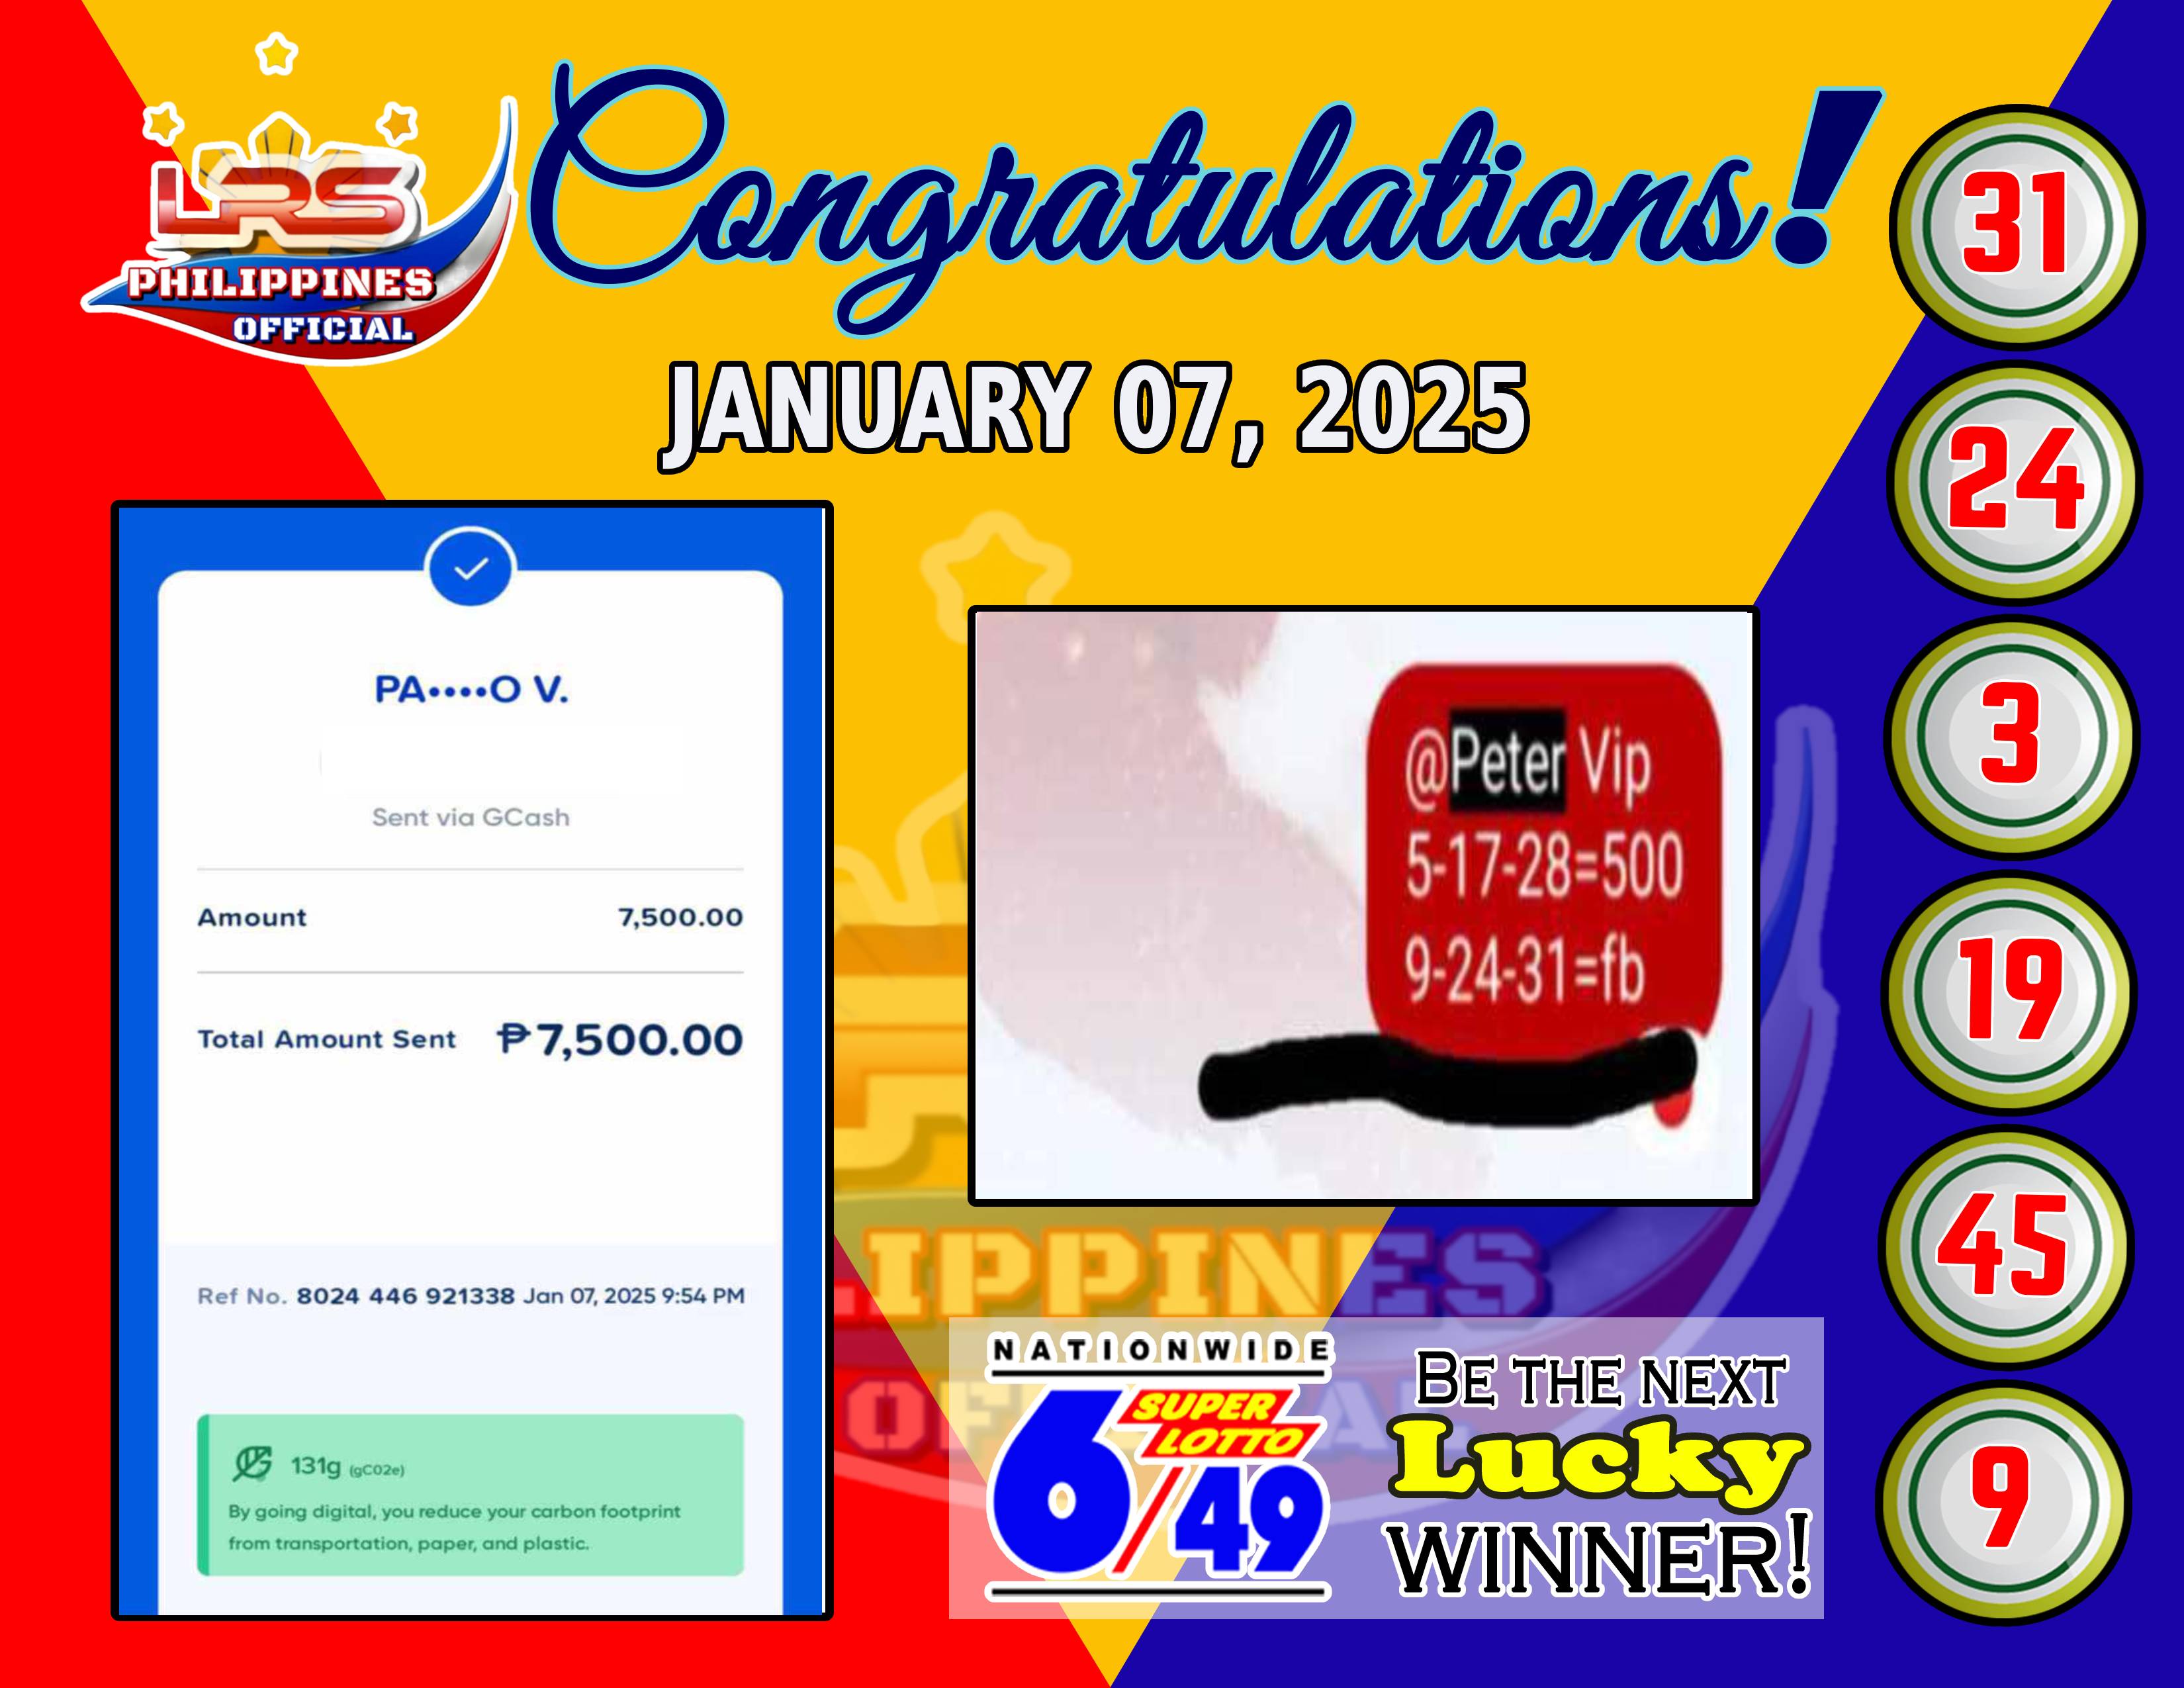 LRS
PHILIPPINES
OFFICIAL
Congratulations!
JANUARY 07, 2025
PA••••O V.
Sent via GCash
Amount 7,500.00
Total Amount Sent ₱7,500.00
Ref No. 8024 446 921338 Jan 07, 2025 9:54 PM
131g (gCO2e)
By going digital, you reduce your carbon footprint
from transportation, paper, and plastic.
@Peter Vip
5-17-28=500
9-24-31=fb
LIPPINES
OFFICIAL
NATIONWIDE
6/49
SUPER
LOTTO
BE THE NEXT
Lucky
WINNER!
31
24
3
19
45
9